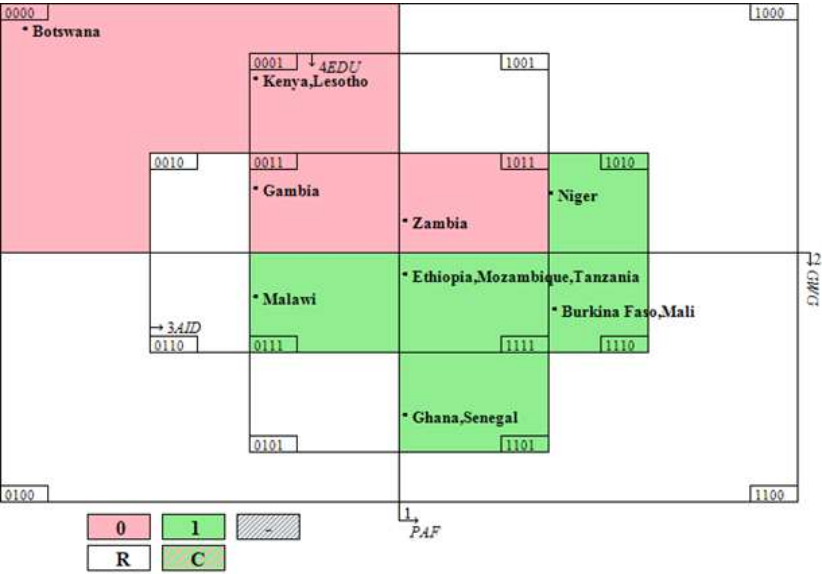 0000 1000
Botswana
0001 4EDU 1001
Kenya,Lesotho
0010 0011 1011 1010
Gambia Niger
Zambia
2
GWG
Ethiopia,Mozambique,Tanzania
Malawi Burkina Faso,Mali
3AID
0110 0111 1111 1110
Ghana,Senegal
0101 1101
0100 1100
1
PAF
0 1 -
R C